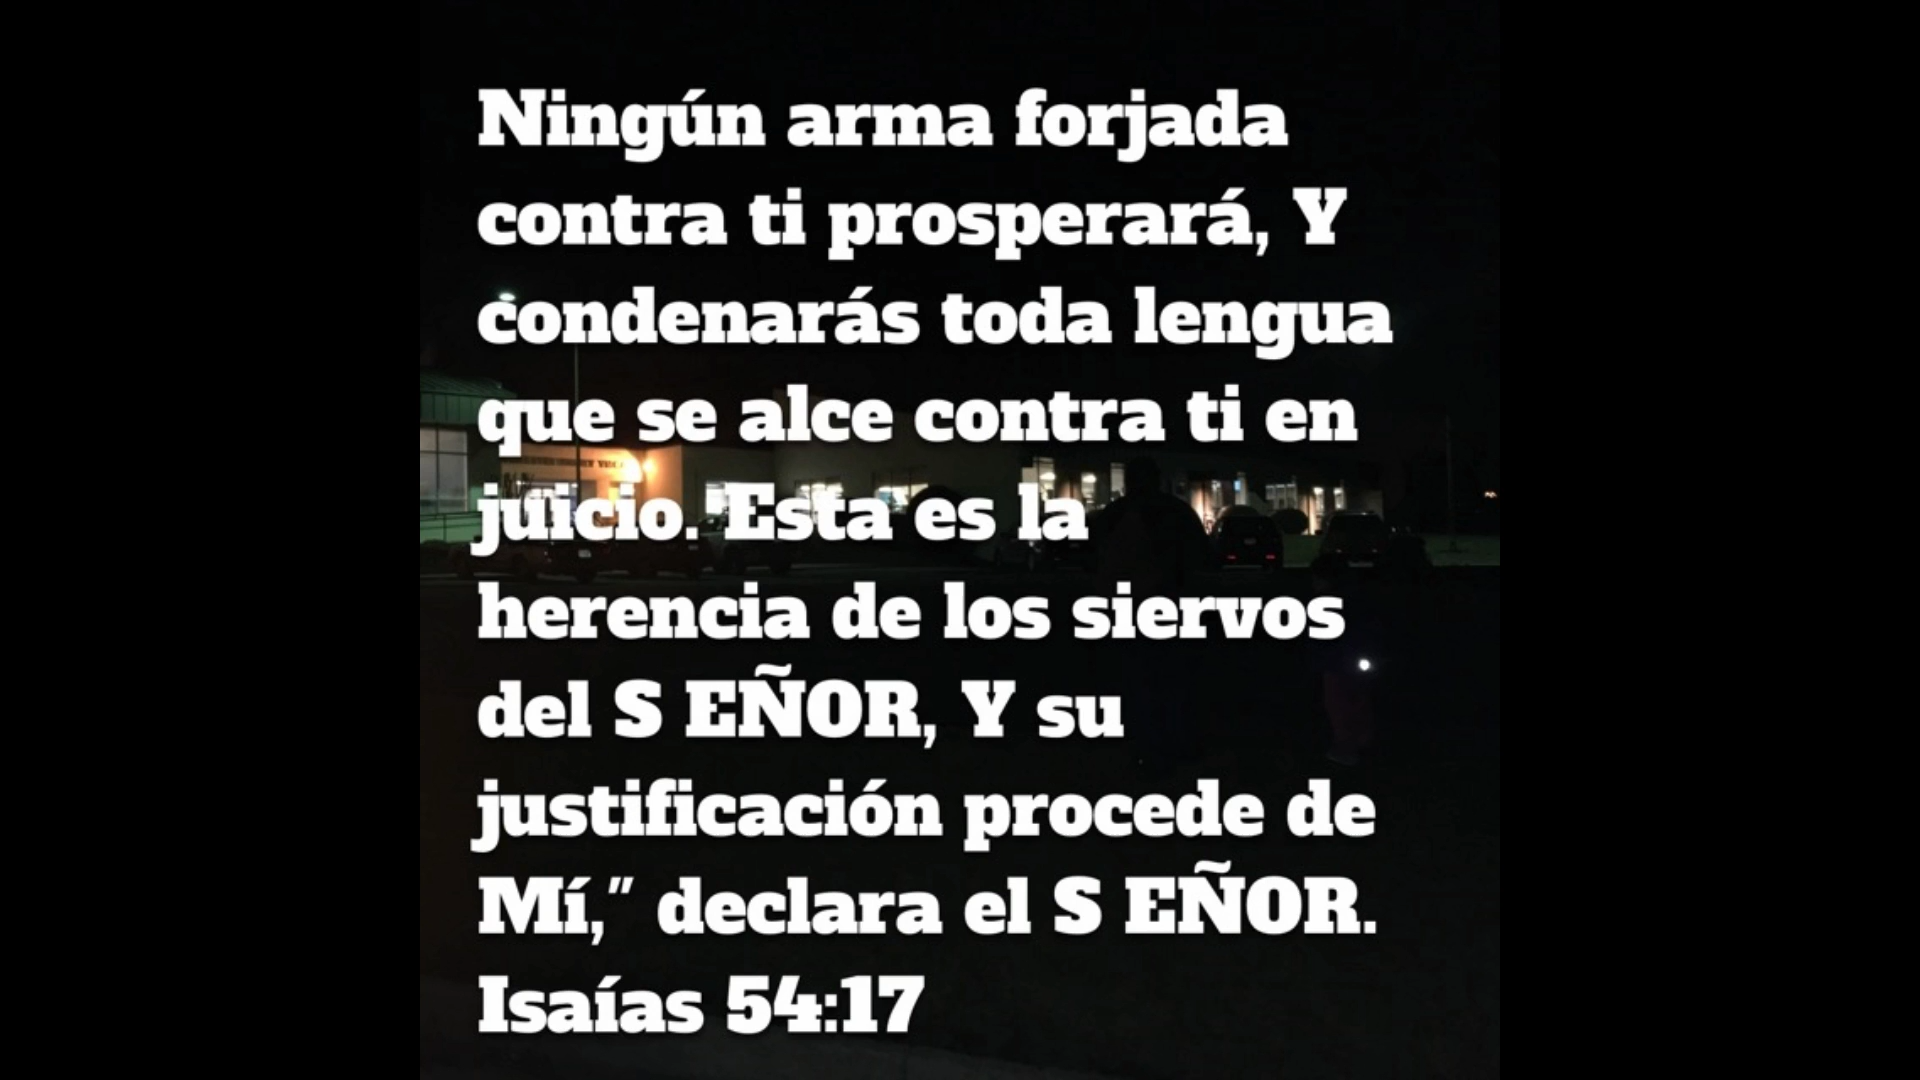 Ningún arma forjada
contra ti prosperará, Y
condenarás toda lengua
que se alce contra ti en
juicio. Esta es la
herencia de los siervos
del S EÑOR, Y su
justificación procede de
Mí,” declara el S EÑOR.
Isaías 54:17